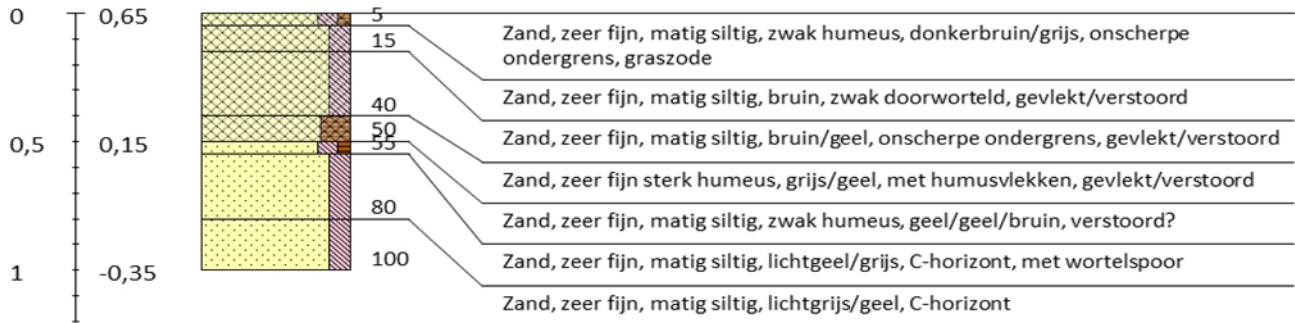 0
0,65
5
Zand, zeer fijn, matig siltig, zwak humeus, donkerbruin/grijs, onscherpe
ondergrens, graszode
15
Zand, zeer fijn, matig siltig, bruin, zwak doorworteld, gevlekt/verstoord
40
Zand, zeer fijn, matig siltig, bruin/geel, onscherpe ondergrens, gevlekt/verstoord
0,5
0,15
50
55
Zand, zeer fijn sterk humeus, grijs/geel, met humusvlekken, gevlekt/verstoord
80
Zand, zeer fijn, matig siltig, zwak humeus, geel/geel/bruin, verstoord?
1
-0,35
100
Zand, zeer fijn, matig siltig, lichtgeel/grijs, C-horizont, met wortelspoor
Zand, zeer fijn, matig siltig, lichtgrijs/geel, C-horizont